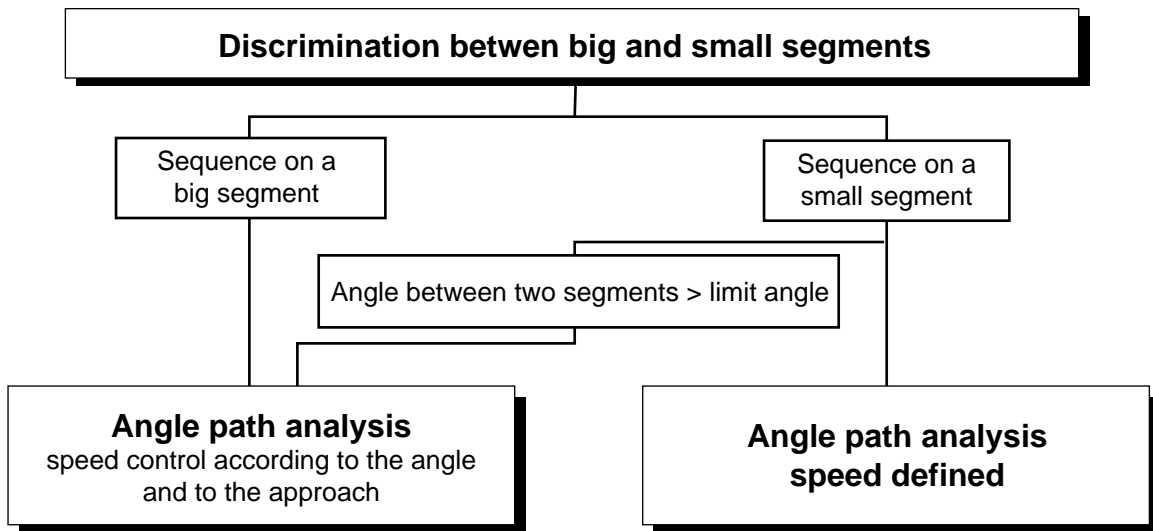 Discrimination betwen big and small segments
Sequence on a
big segment
Sequence on a
small segment
Angle between two segments > limit angle
Angle path analysis
speed control according to the angle
and to the approach
Angle path analysis
speed defined